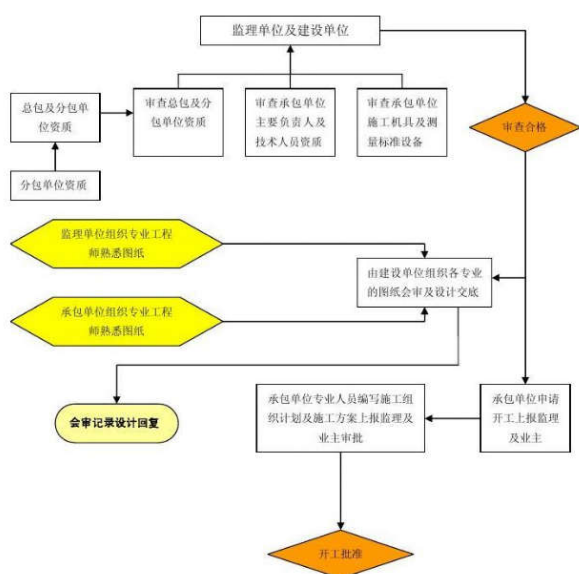 监理单位及建设单位
总包及分包单
位资质
审查总包及分
包单位资质
审查承包单位
主要负责人及
技术人员资质
审查承包单位
施工机具及测
量标准设备
审查合格
分包单位资质
监理单位组织专业工程
师熟悉图纸
由建设单位组织各专业
的图纸会审及设计交底
承包单位组织专业工程
师熟悉图纸
会审记录设计回复
承包单位专业人员编写施工组
织计划及施工方案上报监理及
业主审批
承包单位申请
开工上报监理
及业主
开工批准